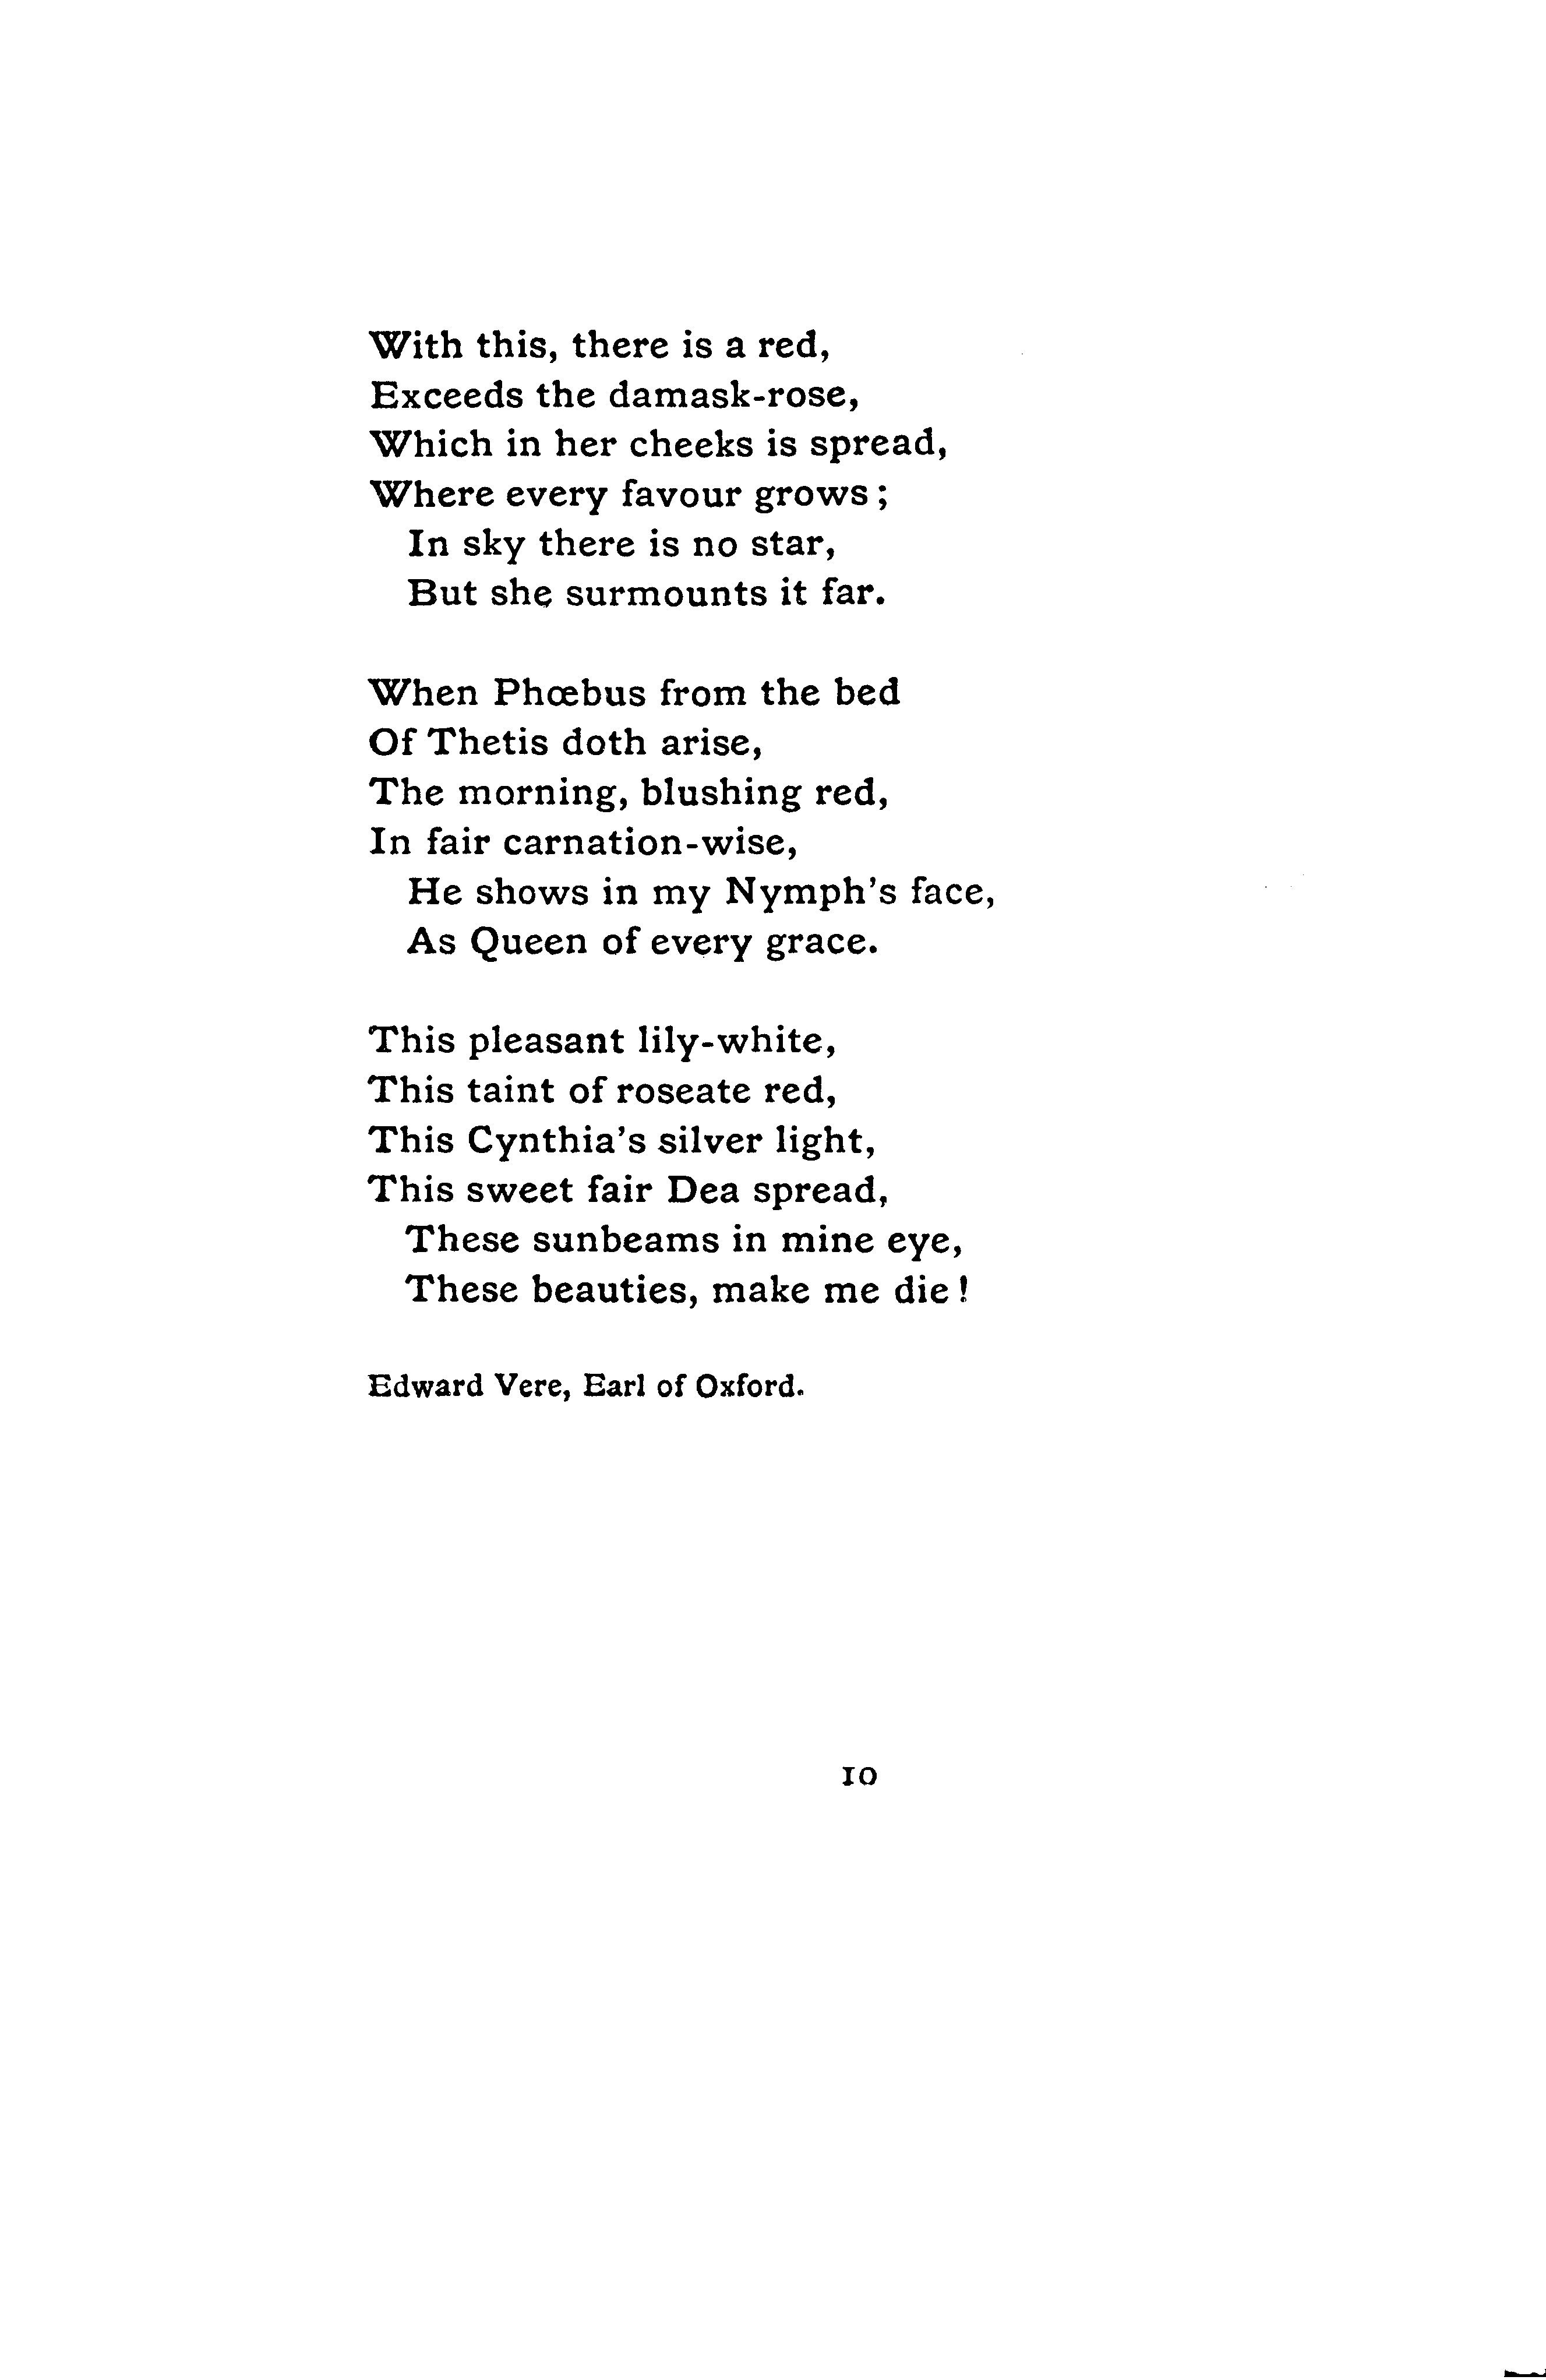 With this, there is a red,
Exceeds the damask-rose,
Which in her cheeks is spread,
Where every favour grows;
In sky there is no star,
But she surmounts it far.
When Phœbus from the bed
Of Thetis doth arise,
The morning, blushing red,
In fair carnation-wise,
He shows in my Nymph's face,
As Queen of every grace.
This pleasant lily-white,
This taint of roseate red,
This Cynthia's silver light,
This sweet fair Dea spread,
These sunbeams in mine eye,
These beauties, make me die!
Edward Vere, Earl of Oxford.
10